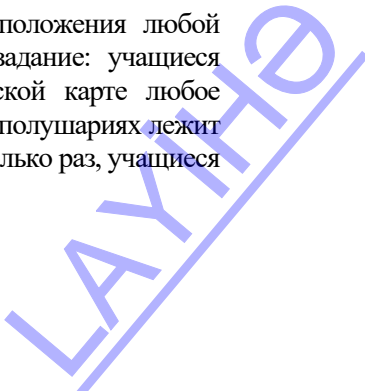 положения любой
задание: учащиеся
ской карте любое
полушариях лежит
лько раз, учащиеся
LAYİHƏ